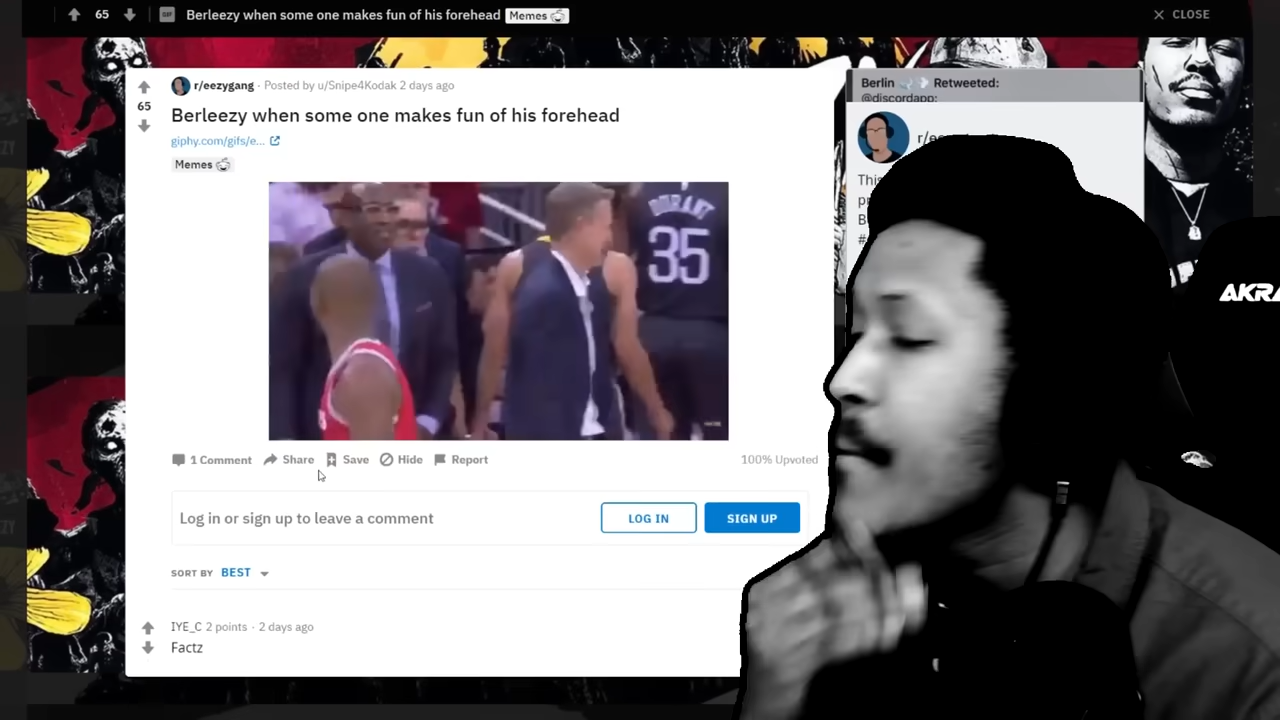 65
Berleezy when some one makes fun of his forehead Memes
CLOSE
r/eezygang · Posted by u/Snipe4Kodak 2 days ago
65
Berleezy when some one makes fun of his forehead
giphy.com/gifs/e...
Memes
DURANT
35
1 Comment Share Save Hide Report
100% Upvoted
Log in or sign up to leave a comment
LOG IN
SIGN UP
SORT BY BEST
IYE_C 2 points · 2 days ago
Factz
Berlin Retweeted:
@discordapp:
AKRA